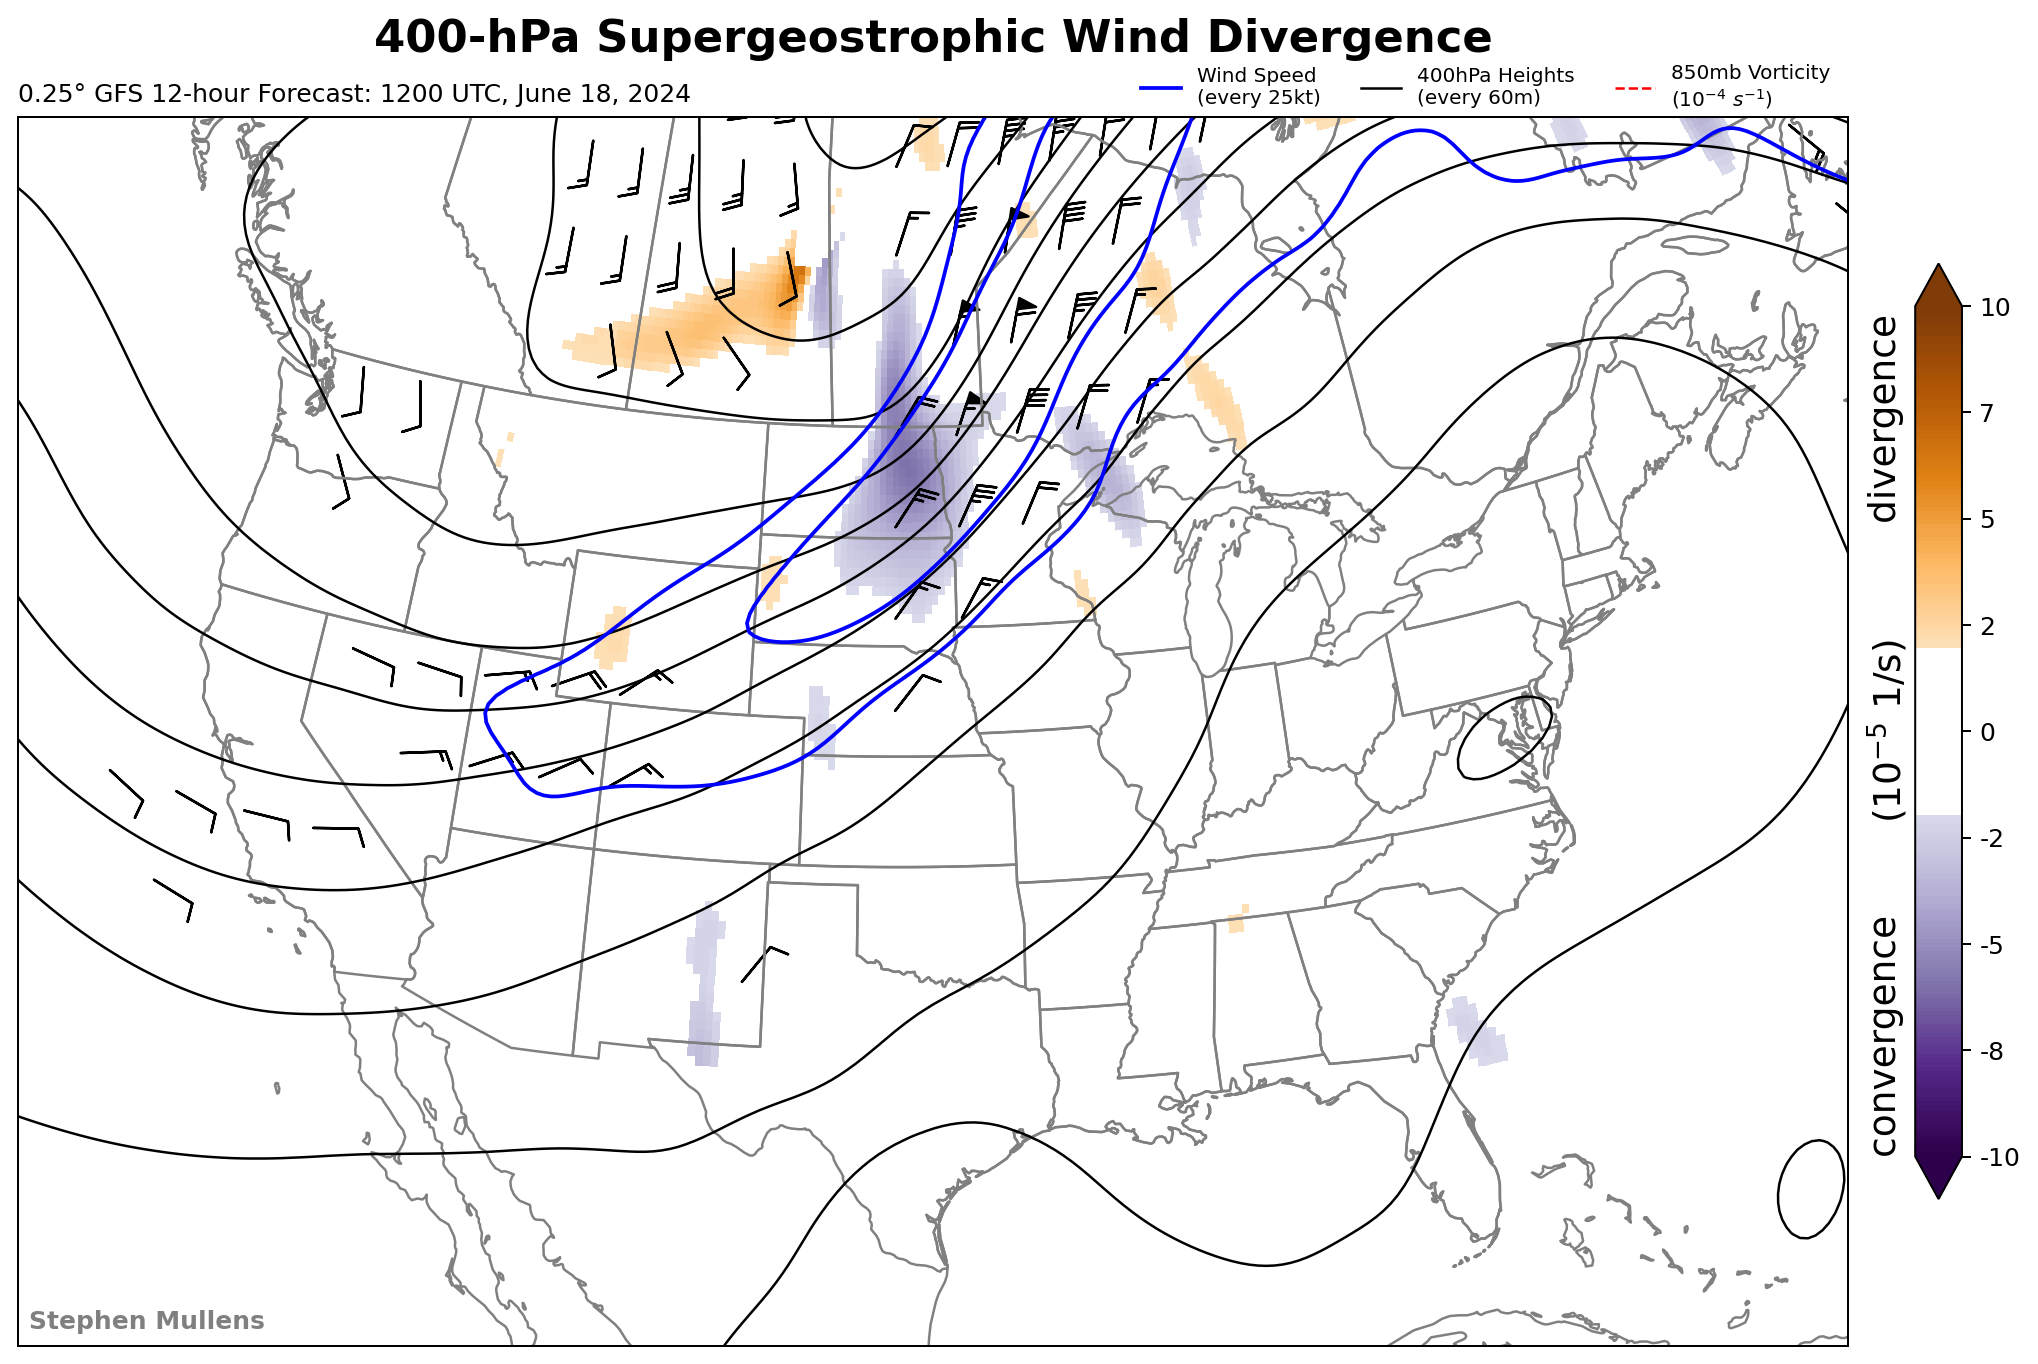 400-hPa Supergeostrophic Wind Divergence
0.25° GFS 12-hour Forecast: 1200 UTC, June 18, 2024
Wind Speed
(every 25kt)
400hPa Heights
(every 60m)
850mb Vorticity
(10⁻⁴ s⁻¹)
10
7
5
2
0
-2
-5
-8
-10
convergence (10⁻⁵ 1/s) divergence
Stephen Mullens